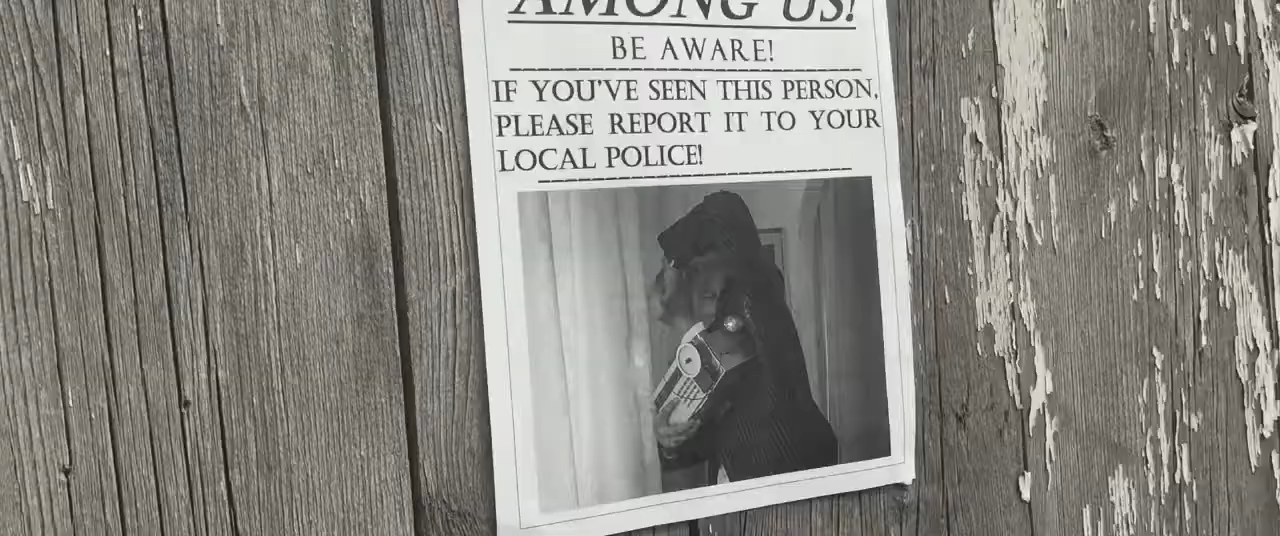 AMONG US!
BE AWARE!
IF YOU'VE SEEN THIS PERSON,
PLEASE REPORT IT TO YOUR
LOCAL POLICE!